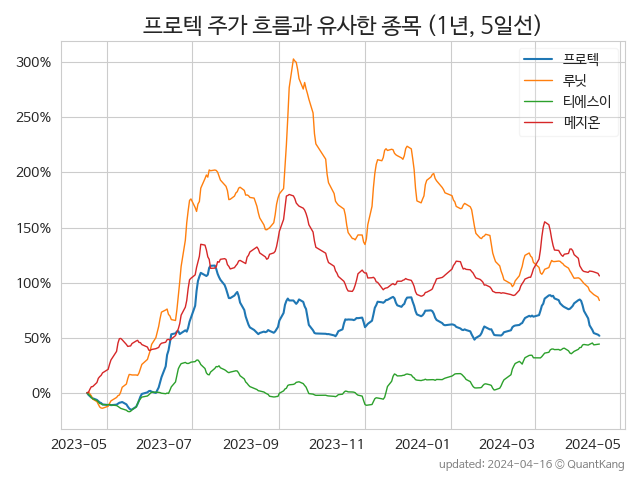 프로텍 주가 흐름과 유사한 종목 (1년, 5일선)
프로텍
루닛
티에스이
메지온
300%
250%
200%
150%
100%
50%
0%
2023-05 2023-07 2023-09 2023-11 2024-01 2024-03 2024-05
updated: 2024-04-16 © QuantKang